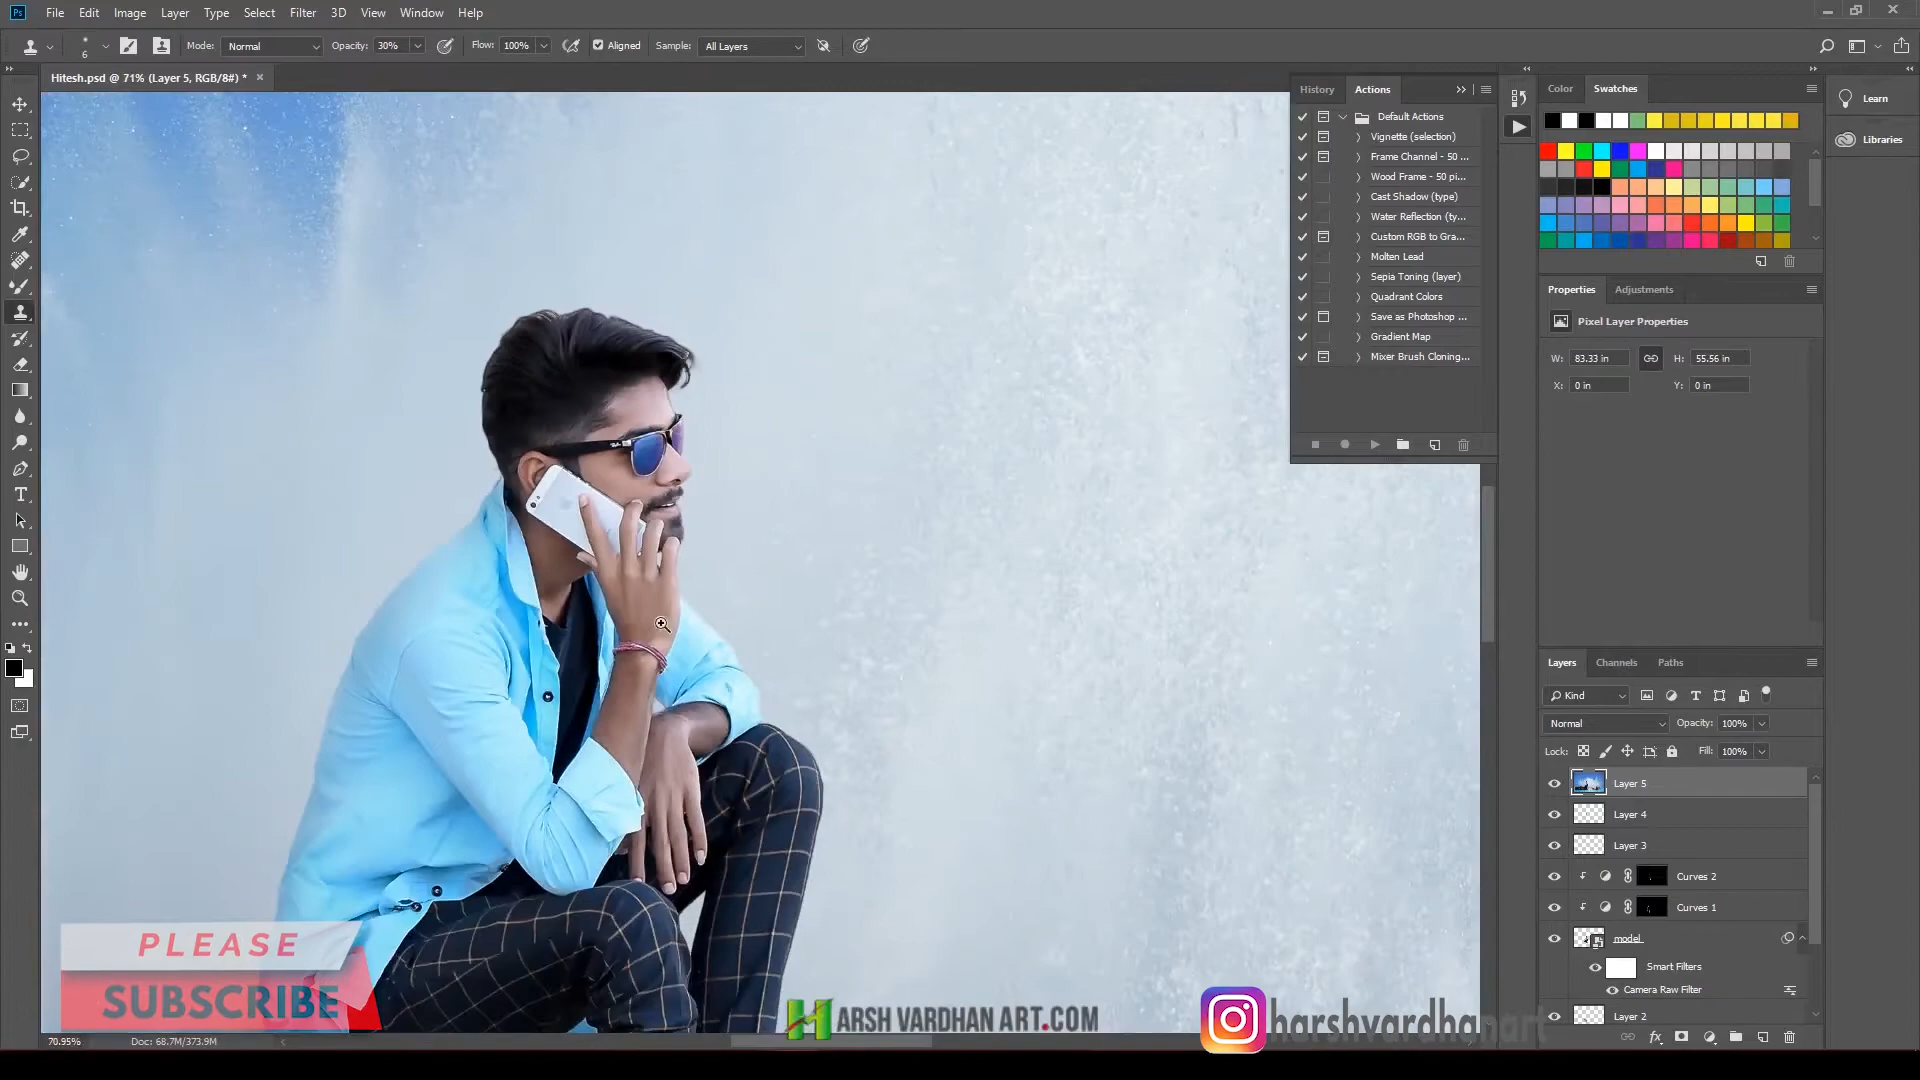 Ps File Edit Image Layer Type Select Filter 3D View Window Help
6 Mode: Normal Opacity: 30% Flow: 100% Aligned Sample: All Layers
Hitesh.psd @ 71% (Layer 5, RGB/8#) *
History Actions
Default Actions
Vignette (selection)
Frame Channel - 50 ...
Wood Frame - 50 pi...
Cast Shadow (type)
Water Reflection (ty...
Custom RGB to Gra...
Molten Lead
Sepia Toning (layer)
Quadrant Colors
Save as Photoshop ...
Gradient Map
Mixer Brush Cloning...
Color Swatches
Learn
Libraries
Properties Adjustments
Pixel Layer Properties
W: 83.33 in H: 55.56 in
X: 0 in Y: 0 in
Layers Channels Paths
Kind
Normal Opacity: 100%
Lock: Fill: 100%
Layer 5
Layer 4
Layer 3
Curves 2
Curves 1
model
Smart Filters
Camera Raw Filter
Layer 2
PLEASE
SUBSCRIBE
HARSH VARDHAN ART.COM
harshvardhanart
70.95% Doc: 68.7M/373.9M